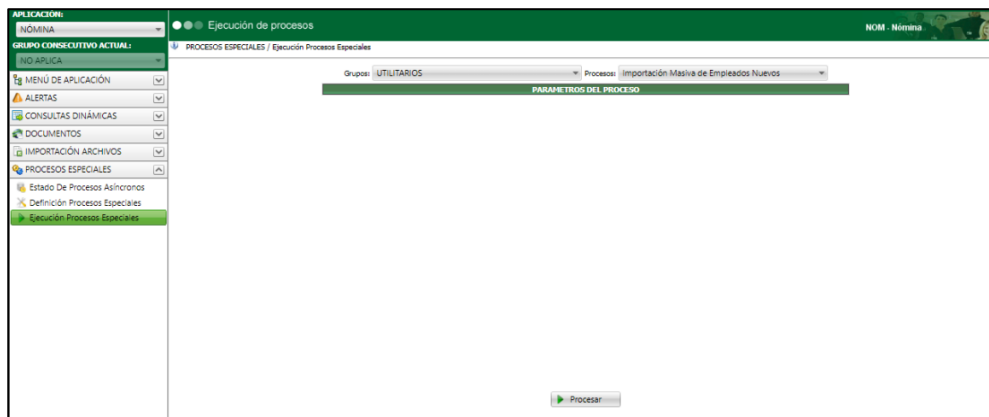 APLICACIÓN:
NÓMINA
GRUPO CONSECUTIVO ACTUAL:
NO APLICA
MENÚ DE APLICACIÓN
ALERTAS
CONSULTAS DINÁMICAS
DOCUMENTOS
IMPORTACIÓN ARCHIVOS
PROCESOS ESPECIALES
Estado De Procesos Asíncronos
Definición Procesos Especiales
Ejecución Procesos Especiales
Ejecución de procesos
NOM - Nómina
PROCESOS ESPECIALES / Ejecución Procesos Especiales
Grupos: UTILITARIOS Procesos: Importación Masiva de Empleados Nuevos
PARAMETROS DEL PROCESO
Procesar